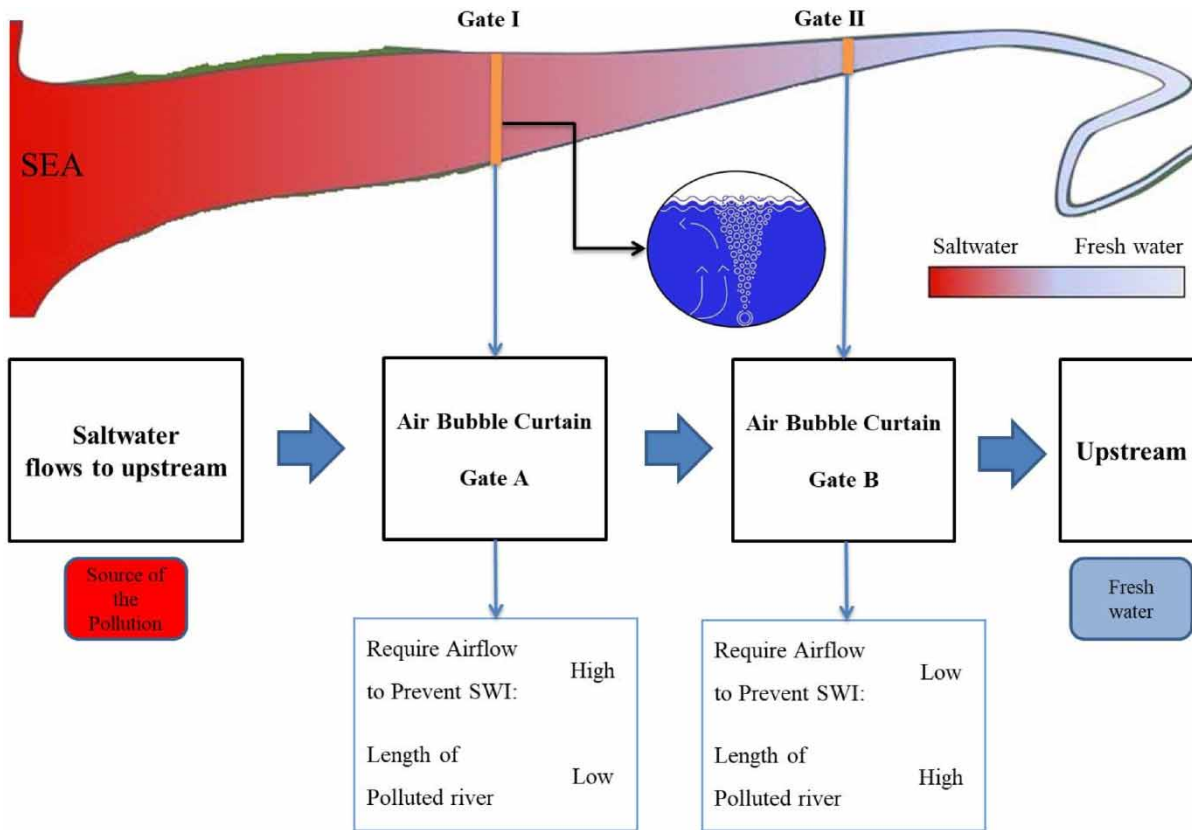 Gate I
Gate II
SEA
Saltwater
Fresh water
Saltwater
flows to upstream
Air Bubble Curtain
Gate A
Air Bubble Curtain
Gate B
Upstream
Source of
the
Pollution
Fresh
water
Require Airflow
to Prevent SWI:
High
Length of
Polluted river
Low
Require Airflow
to Prevent SWI:
Low
Length of
Polluted river
High